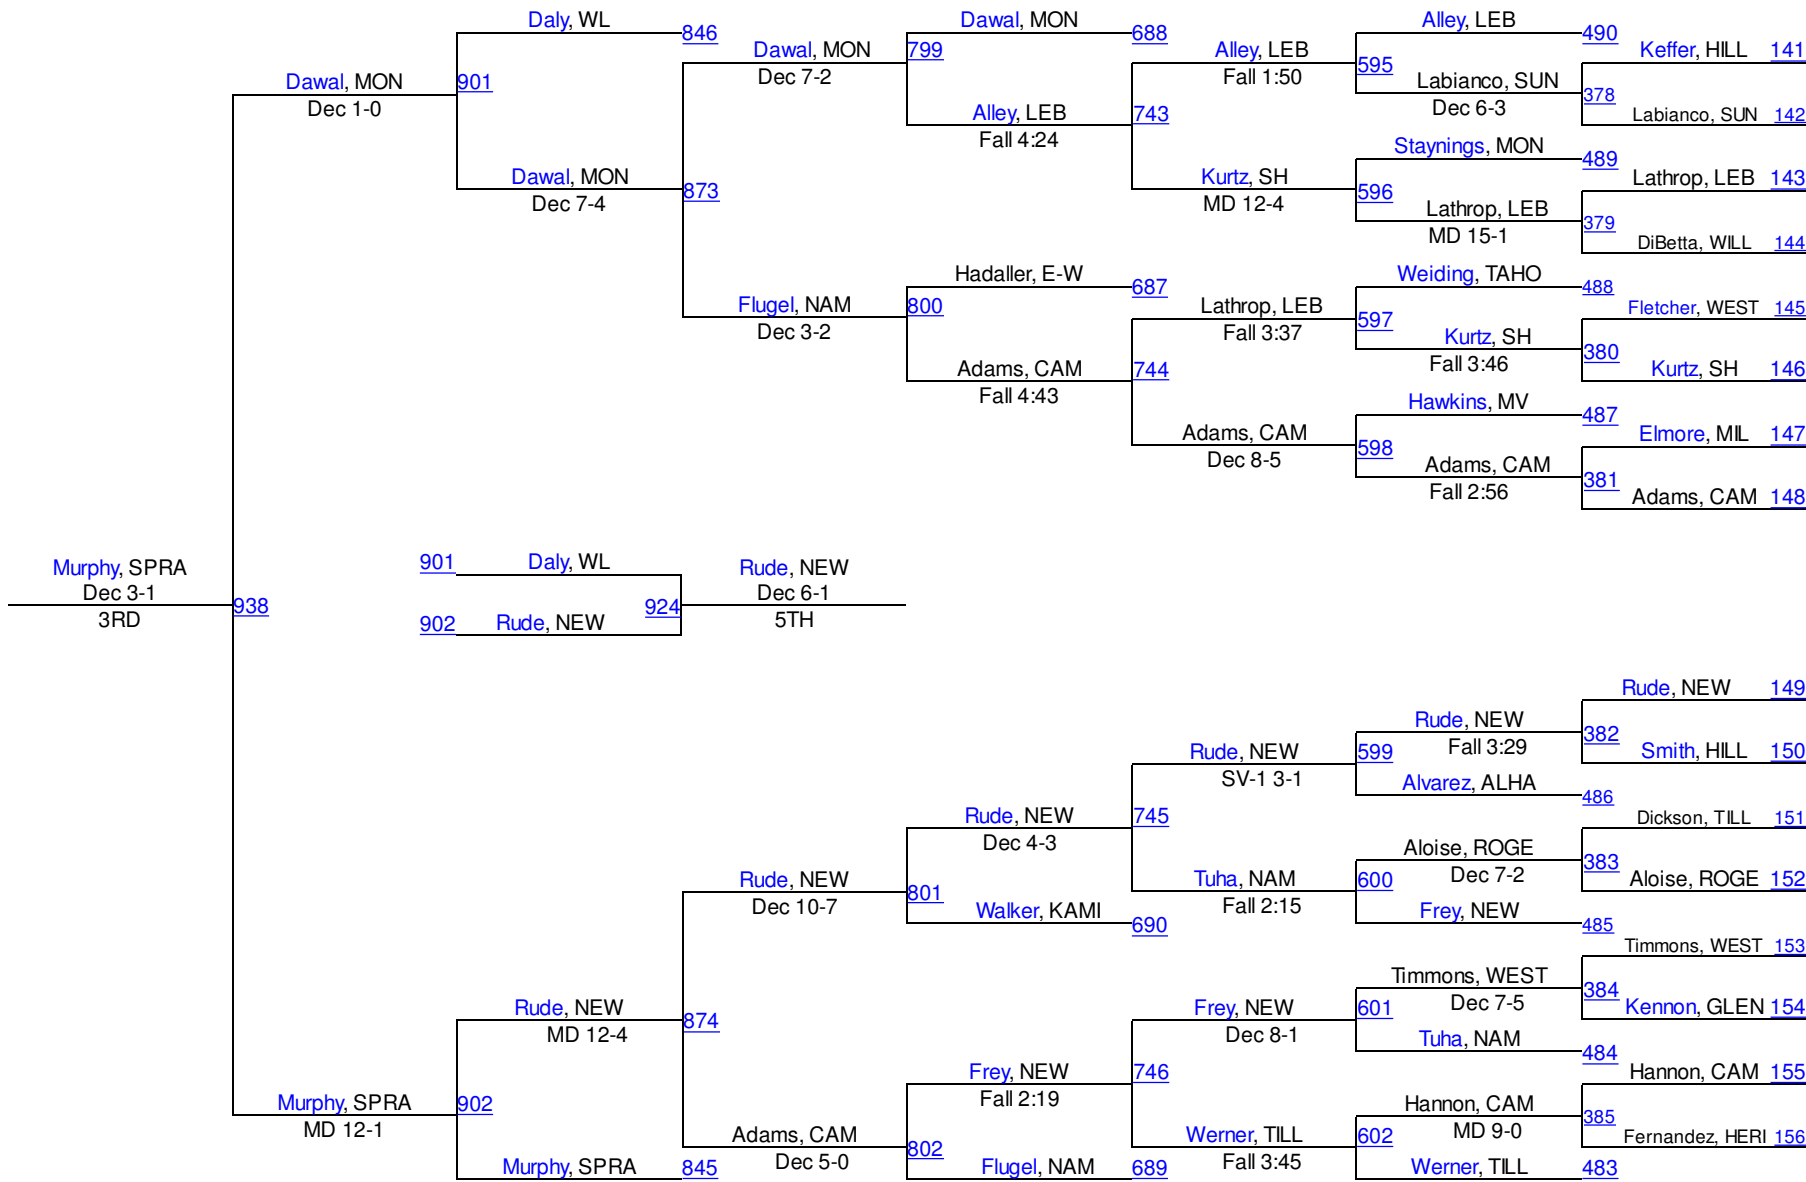 Daly, WL
846
Dawal, MON
688
Alley, LEB
490
Keffer, HILL 141
Dawal, MON
901
Dec 1-0
Dawal, MON
799
Dec 7-2
Alley, LEB
595
Fall 1:50
Labianco, SUN
378
Dec 6-3
Labianco, SUN 142
Alley, LEB
743
Fall 4:24
Staynings, MON
489
Lathrop, LEB 143
Dawal, MON
873
Dec 7-4
Kurtz, SH
596
MD 12-4
Lathrop, LEB
379
MD 15-1
DiBetta, WILL 144
Hadaller, E-W
687
Weiding, TAHO
488
Fletcher, WEST 145
Flugel, NAM
800
Dec 3-2
Lathrop, LEB
597
Fall 3:37
Kurtz, SH
380
Fall 3:46
Kurtz, SH 146
Adams, CAM
744
Fall 4:43
Hawkins, MV
487
Elmore, MIL 147
Adams, CAM
598
Dec 8-5
Adams, CAM
381
Fall 2:56
Adams, CAM 148
Murphy, SPRA
Dec 3-1
938
3RD
901
Daly, WL
Rude, NEW
Dec 6-1
924
5TH
902
Rude, NEW
Rude, NEW 149
Rude, NEW
382
Fall 3:29
Smith, HILL 150
Rude, NEW
599
SV-1 3-1
Alvarez, ALHA
486
Dickson, TILL 151
Rude, NEW
745
Dec 4-3
Aloise, ROGE
383
Dec 7-2
Aloise, ROGE 152
Rude, NEW
801
Dec 10-7
Tuha, NAM
600
Fall 2:15
Walker, KAMI
690
Frey, NEW
485
Timmons, WEST 153
Timmons, WEST
384
Dec 7-5
Kennon, GLEN 154
Rude, NEW
874
MD 12-4
Frey, NEW
601
Dec 8-1
Tuha, NAM
484
Hannon, CAM 155
Frey, NEW
746
Fall 2:19
Murphy, SPRA
902
MD 12-1
Hannon, CAM
385
MD 9-0
Fernandez, HERI 156
Adams, CAM
802
Dec 5-0
Werner, TILL
602
Fall 3:45
Murphy, SPRA
845
Flugel, NAM
689
Werner, TILL
483